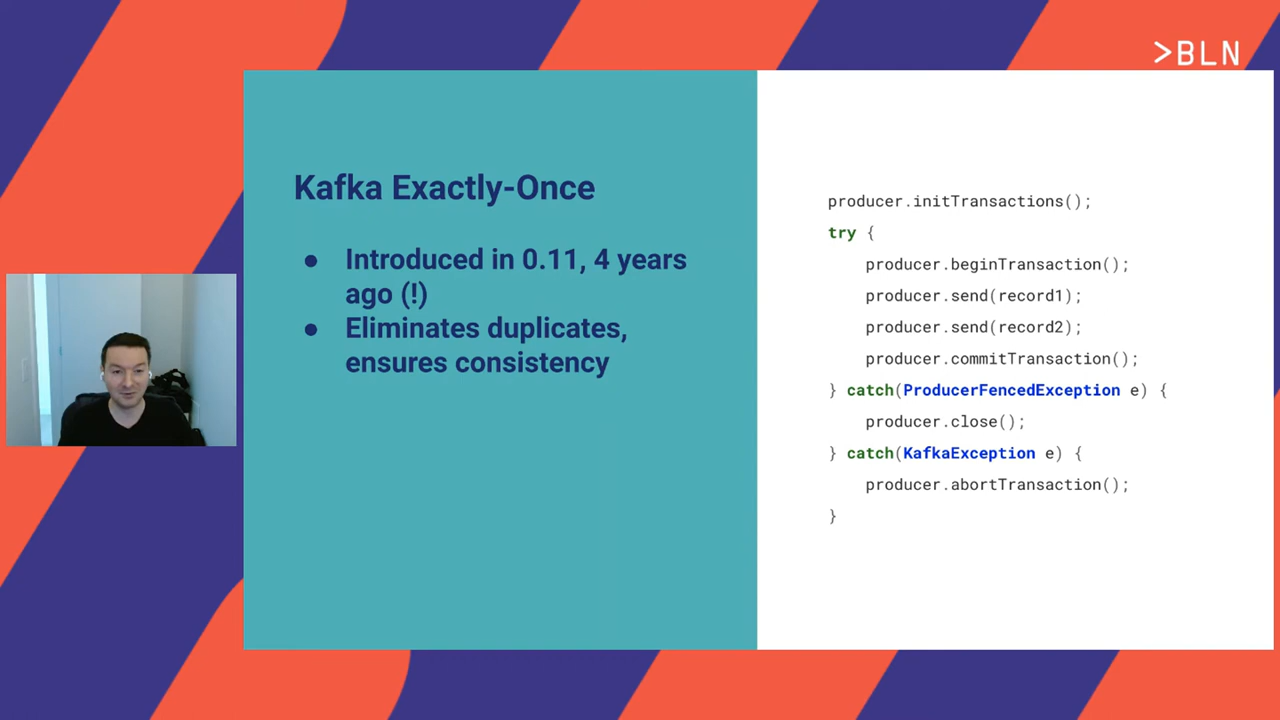 >BLN
Kafka Exactly-Once
● Introduced in 0.11, 4 years
ago (!)
● Eliminates duplicates,
ensures consistency
producer.initTransactions();
try {
    producer.beginTransaction();
    producer.send(record1);
    producer.send(record2);
    producer.commitTransaction();
} catch(ProducerFencedException e) {
    producer.close();
} catch(KafkaException e) {
    producer.abortTransaction();
}